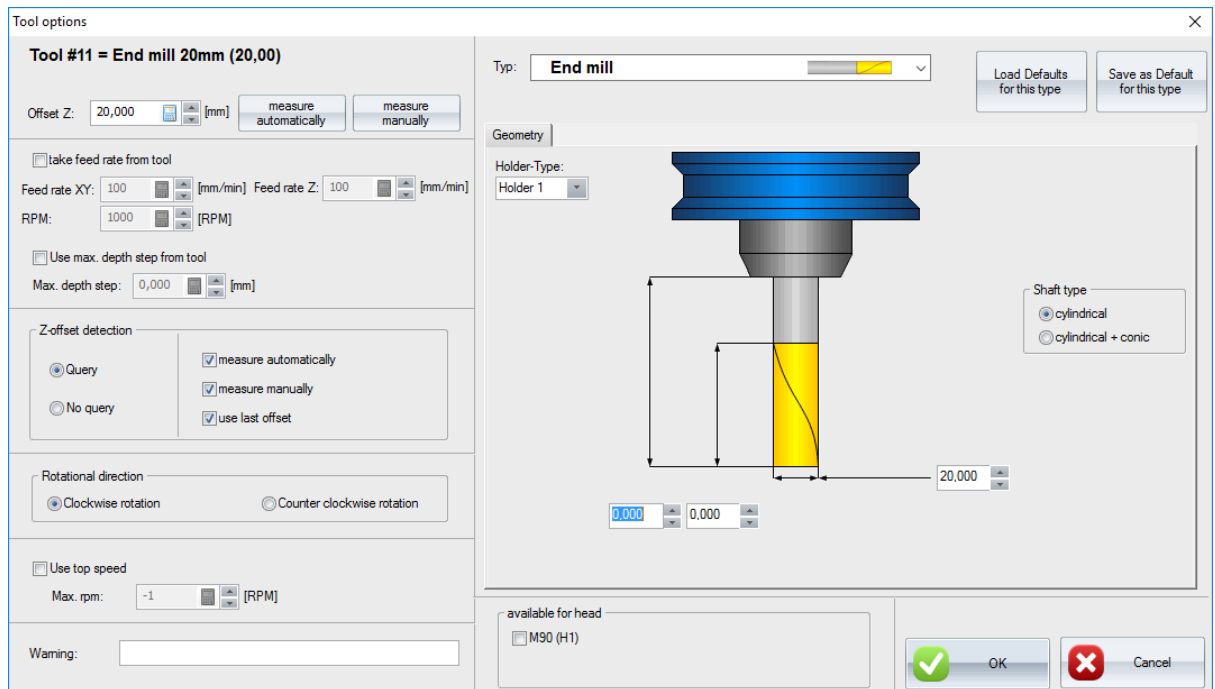 Tool options
Tool #11 = End mill 20mm (20,00)
Offset Z: 20,000 [mm] measure automatically measure manually
take feed rate from tool
Feed rate XY: 100 [mm/min] Feed rate Z: 100 [mm/min]
RPM: 1000 [RPM]
Use max. depth step from tool
Max. depth step: 0,000 [mm]
Z-offset detection
Query
No query
measure automatically
measure manually
use last offset
Rotational direction
Clockwise rotation Counter clockwise rotation
Use top speed
Max. rpm: -1 [RPM]
Warning:
Typ: End mill
Load Defaults for this type
Save as Default for this type
Geometry
Holder-Type:
Holder 1
Shaft type
cylindrical
cylindrical + conic
20,000
0,000 0,000
available for head
M90 (H1)
OK Cancel